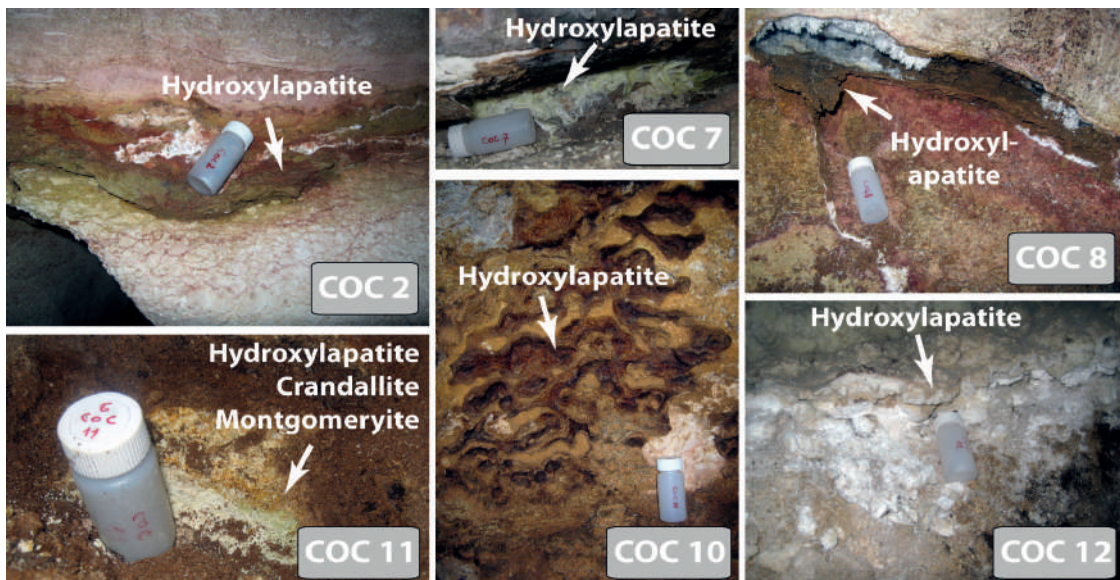 Hydroxylapatite
COC 2
Hydroxylapatite
COC 7
COC 7
Hydroxyl-
apatite
COC 8
Hydroxylapatite
Crandallite
Montgomeryite
COC
11
COC
COC 11
Hydroxylapatite
COC 10
Hydroxylapatite
COC 12